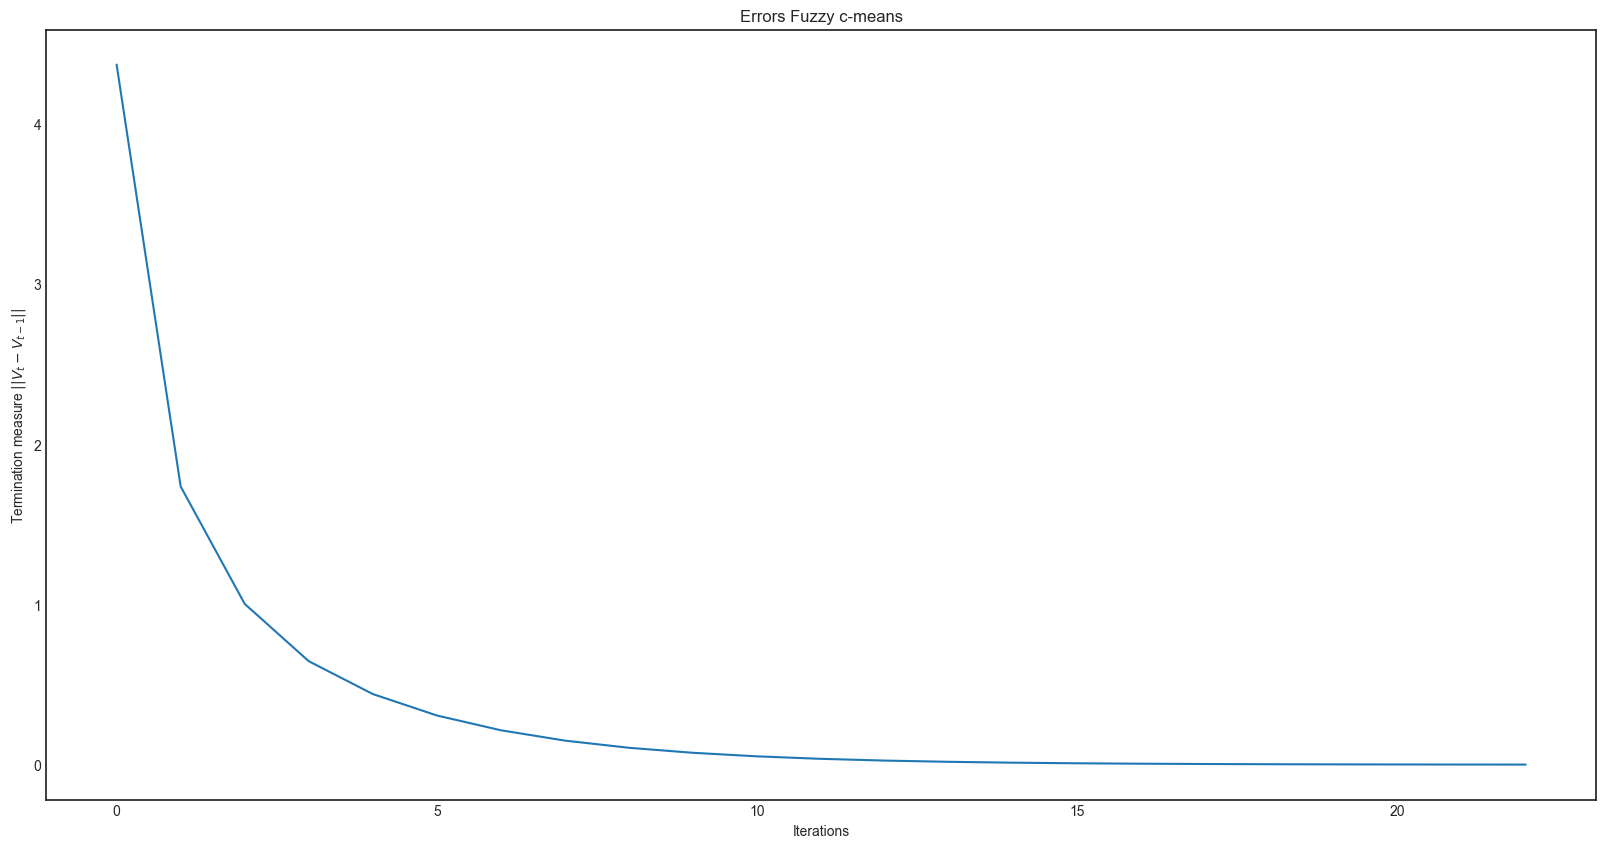 Errors Fuzzy c-means
Termination measure ||V_t − V_{t−1}||
4
3
2
1
0
0 5 10 15 20
Iterations